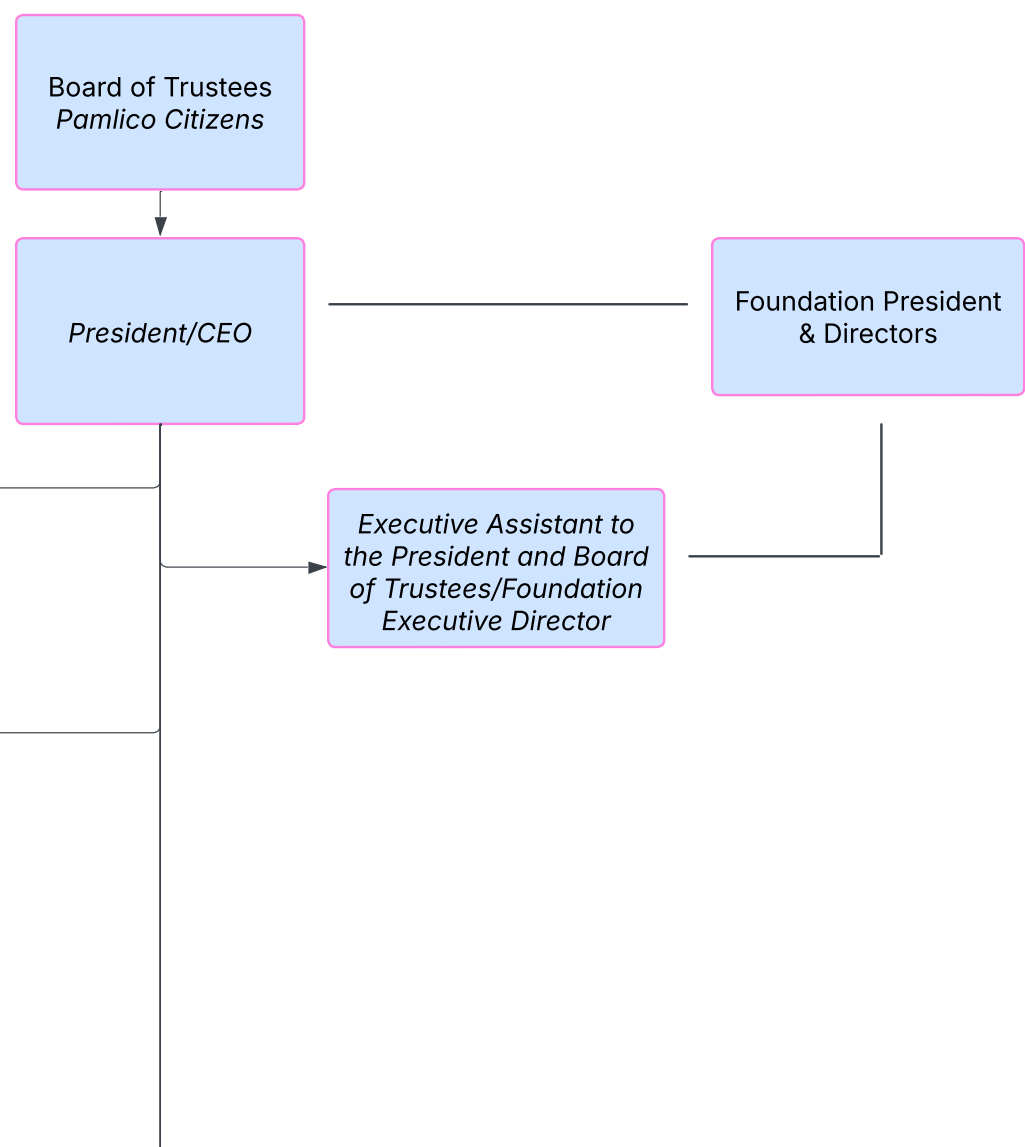 Board of Trustees
Pamlico Citizens
President/CEO
Foundation President
& Directors
Executive Assistant to
the President and Board
of Trustees/Foundation
Executive Director